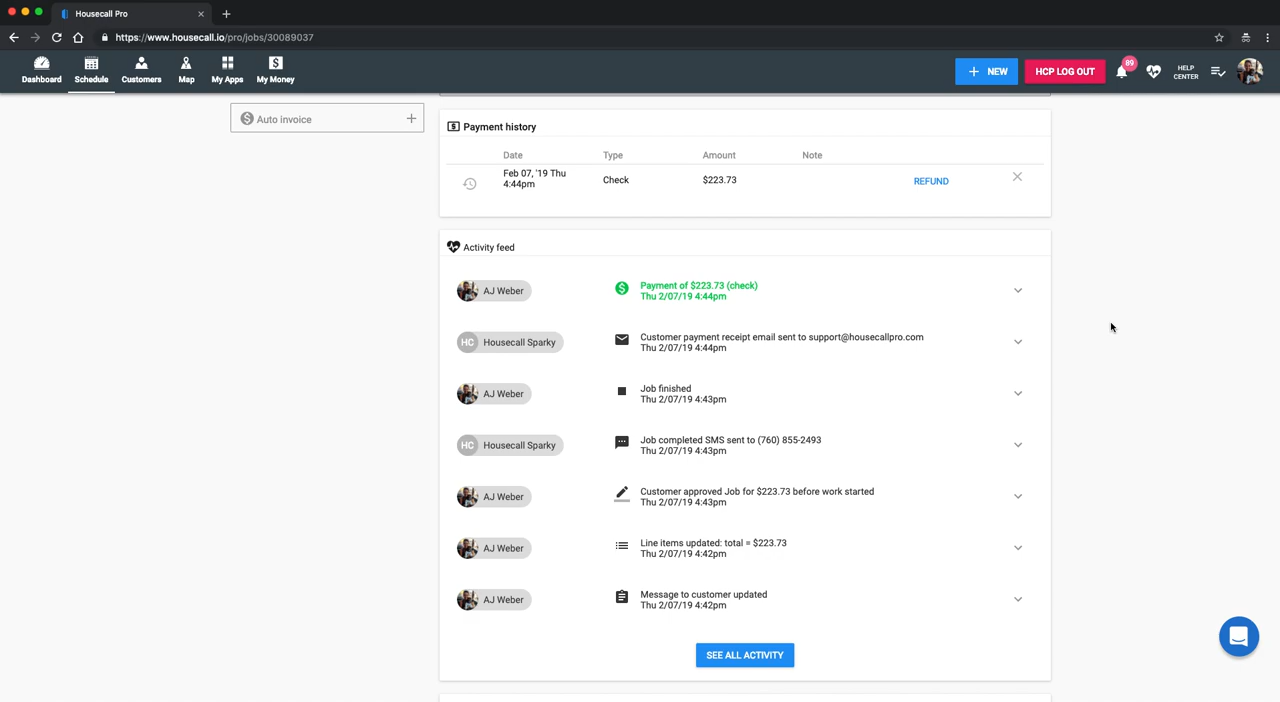 Housecall Pro
https://www.housecall.io/pro/jobs/30089037
Dashboard
Schedule
Customers
Map
My Apps
My Money
NEW
HCP LOG OUT
89
HELP
CENTER
Auto invoice
Payment history
Date Type Amount Note
Feb 07, '19 Thu
4:44pm
Check
$223.73
REFUND
Activity feed
AJ Weber
Payment of $223.73 (check)
Thu 2/07/19 4:44pm
HC Housecall Sparky
Customer payment receipt email sent to support@housecallpro.com
Thu 2/07/19 4:44pm
AJ Weber
Job finished
Thu 2/07/19 4:43pm
HC Housecall Sparky
Job completed SMS sent to (760) 855-2493
Thu 2/07/19 4:43pm
AJ Weber
Customer approved Job for $223.73 before work started
Thu 2/07/19 4:43pm
AJ Weber
Line items updated: total = $223.73
Thu 2/07/19 4:42pm
AJ Weber
Message to customer updated
Thu 2/07/19 4:42pm
SEE ALL ACTIVITY